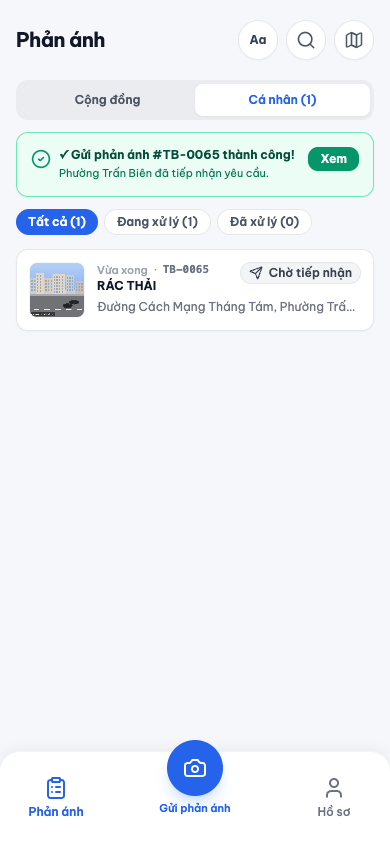 Phản ánh
Aa
Cộng đồng
Cá nhân (1)
✓ Gửi phản ánh #TB-0065 thành công!
Phường Trấn Biên đã tiếp nhận yêu cầu.
Xem
Tất cả (1)
Đang xử lý (1)
Đã xử lý (0)
Vừa xong · TB-0065
Chờ tiếp nhận
RÁC THẢI
Đường Cách Mạng Tháng Tám, Phường Trấ...
Phản ánh
Gửi phản ánh
Hồ sơ